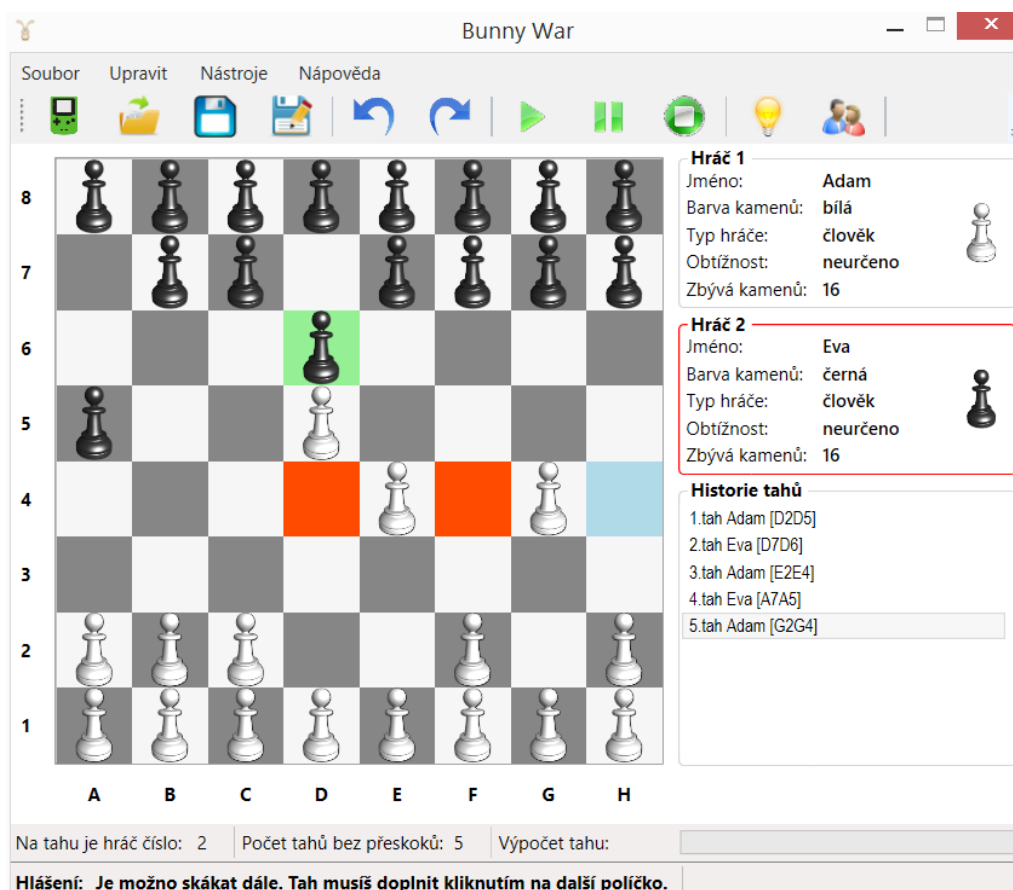 Bunny War
Soubor Upravit Nástroje Nápověda
8
7
6
5
4
3
2
1
A B C D E F G H
Hráč 1
Jméno: Adam
Barva kamenů: bílá
Typ hráče: člověk
Obtížnost: neurčeno
Zbývá kamenů: 16
Hráč 2
Jméno: Eva
Barva kamenů: černá
Typ hráče: člověk
Obtížnost: neurčeno
Zbývá kamenů: 16
Historie tahů
1.tah Adam [D2D5]
2.tah Eva [D7D6]
3.tah Adam [E2E4]
4.tah Eva [A7A5]
5.tah Adam [G2G4]
Na tahu je hráč číslo: 2 Počet tahů bez přeskoků: 5 Výpočet tahu:
Hlášení: Je možno skákat dále. Tah musíš doplnit kliknutím na další políčko.